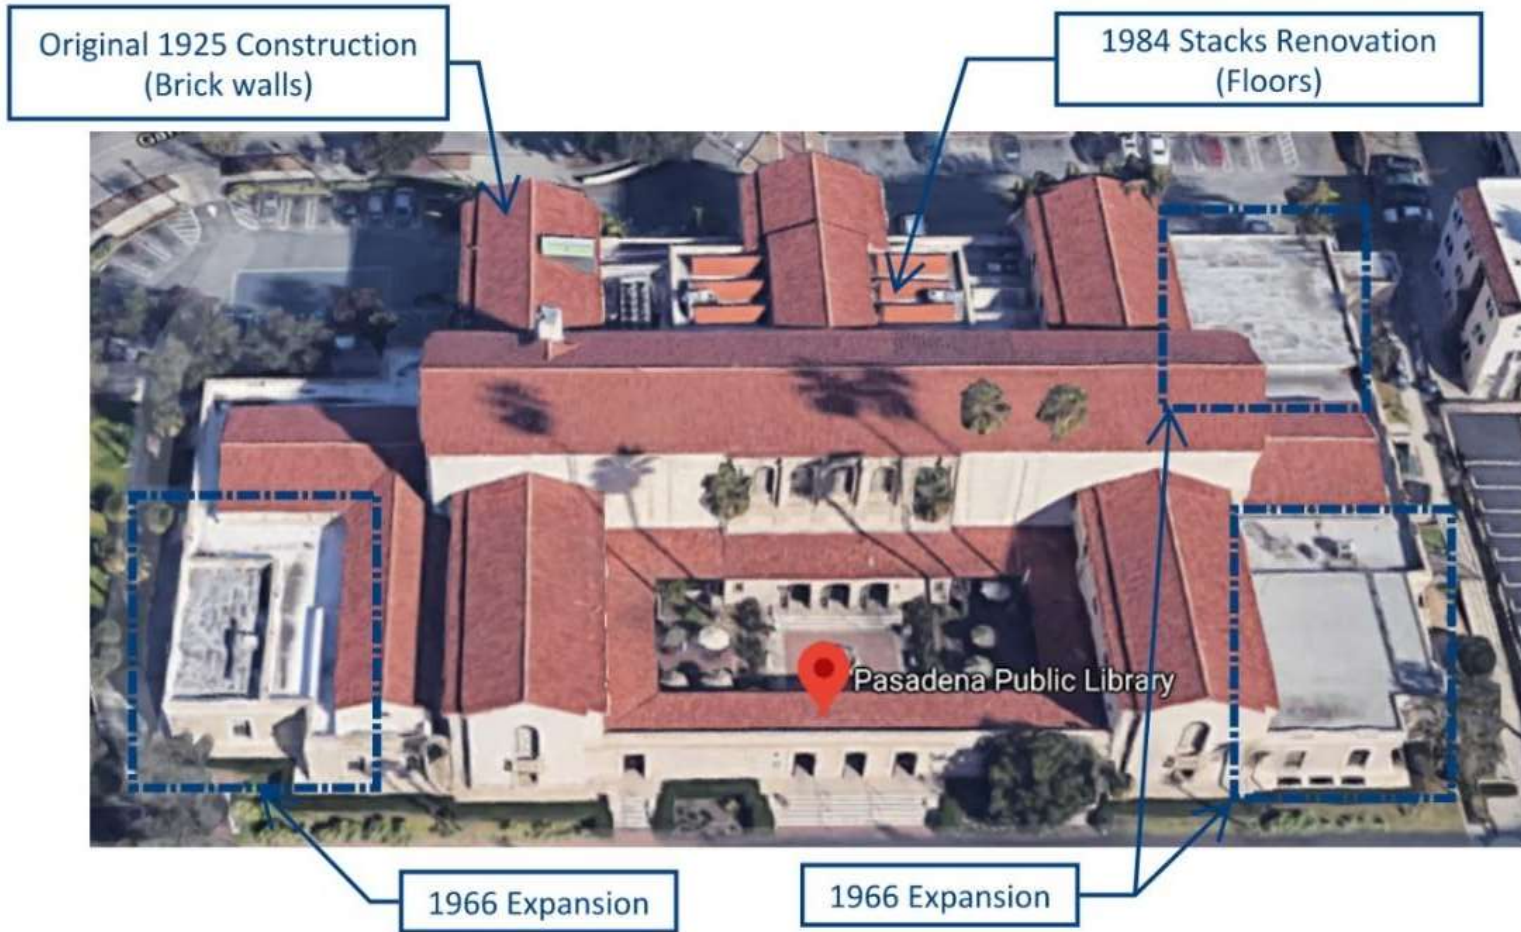 Original 1925 Construction
(Brick walls)
1984 Stacks Renovation
(Floors)
Pasadena Public Library
1966 Expansion
1966 Expansion